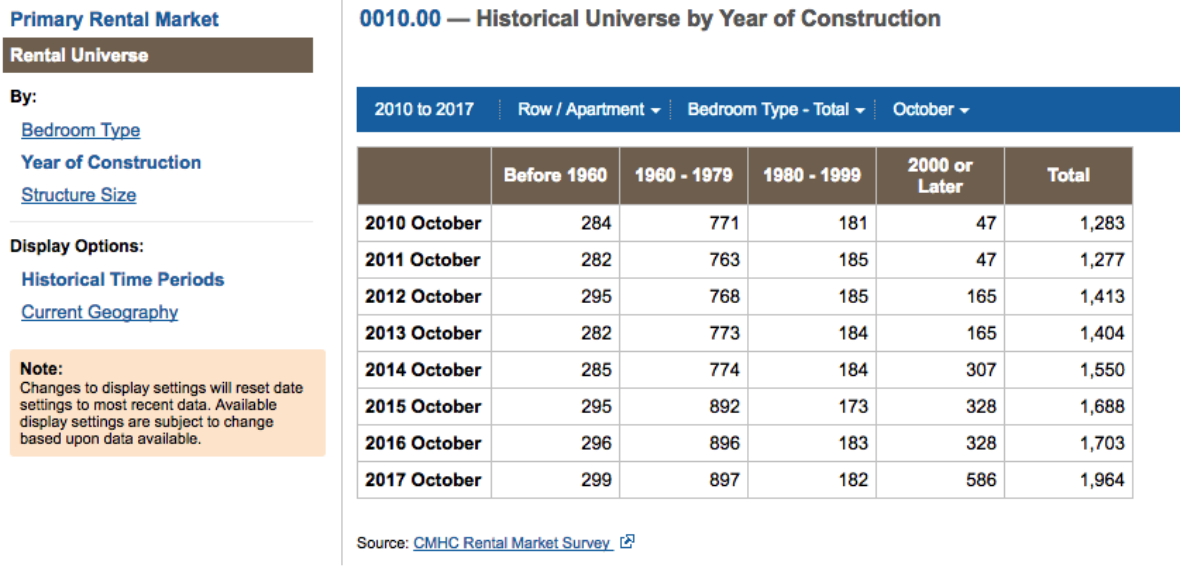 Primary Rental Market
Rental Universe
By:
Bedroom Type
Year of Construction
Structure Size
Display Options:
Historical Time Periods
Current Geography
Note:
Changes to display settings will reset date
settings to most recent data. Available
display settings are subject to change
based upon data available.
0010.00 — Historical Universe by Year of Construction
2010 to 2017 Row / Apartment Bedroom Type - Total October
Before 1960 1960 - 1979 1980 - 1999 2000 or Later Total
2010 October 284 771 181 47 1,283
2011 October 282 763 185 47 1,277
2012 October 295 768 185 165 1,413
2013 October 282 773 184 165 1,404
2014 October 285 774 184 307 1,550
2015 October 295 892 173 328 1,688
2016 October 296 896 183 328 1,703
2017 October 299 897 182 586 1,964
Source: CMHC Rental Market Survey